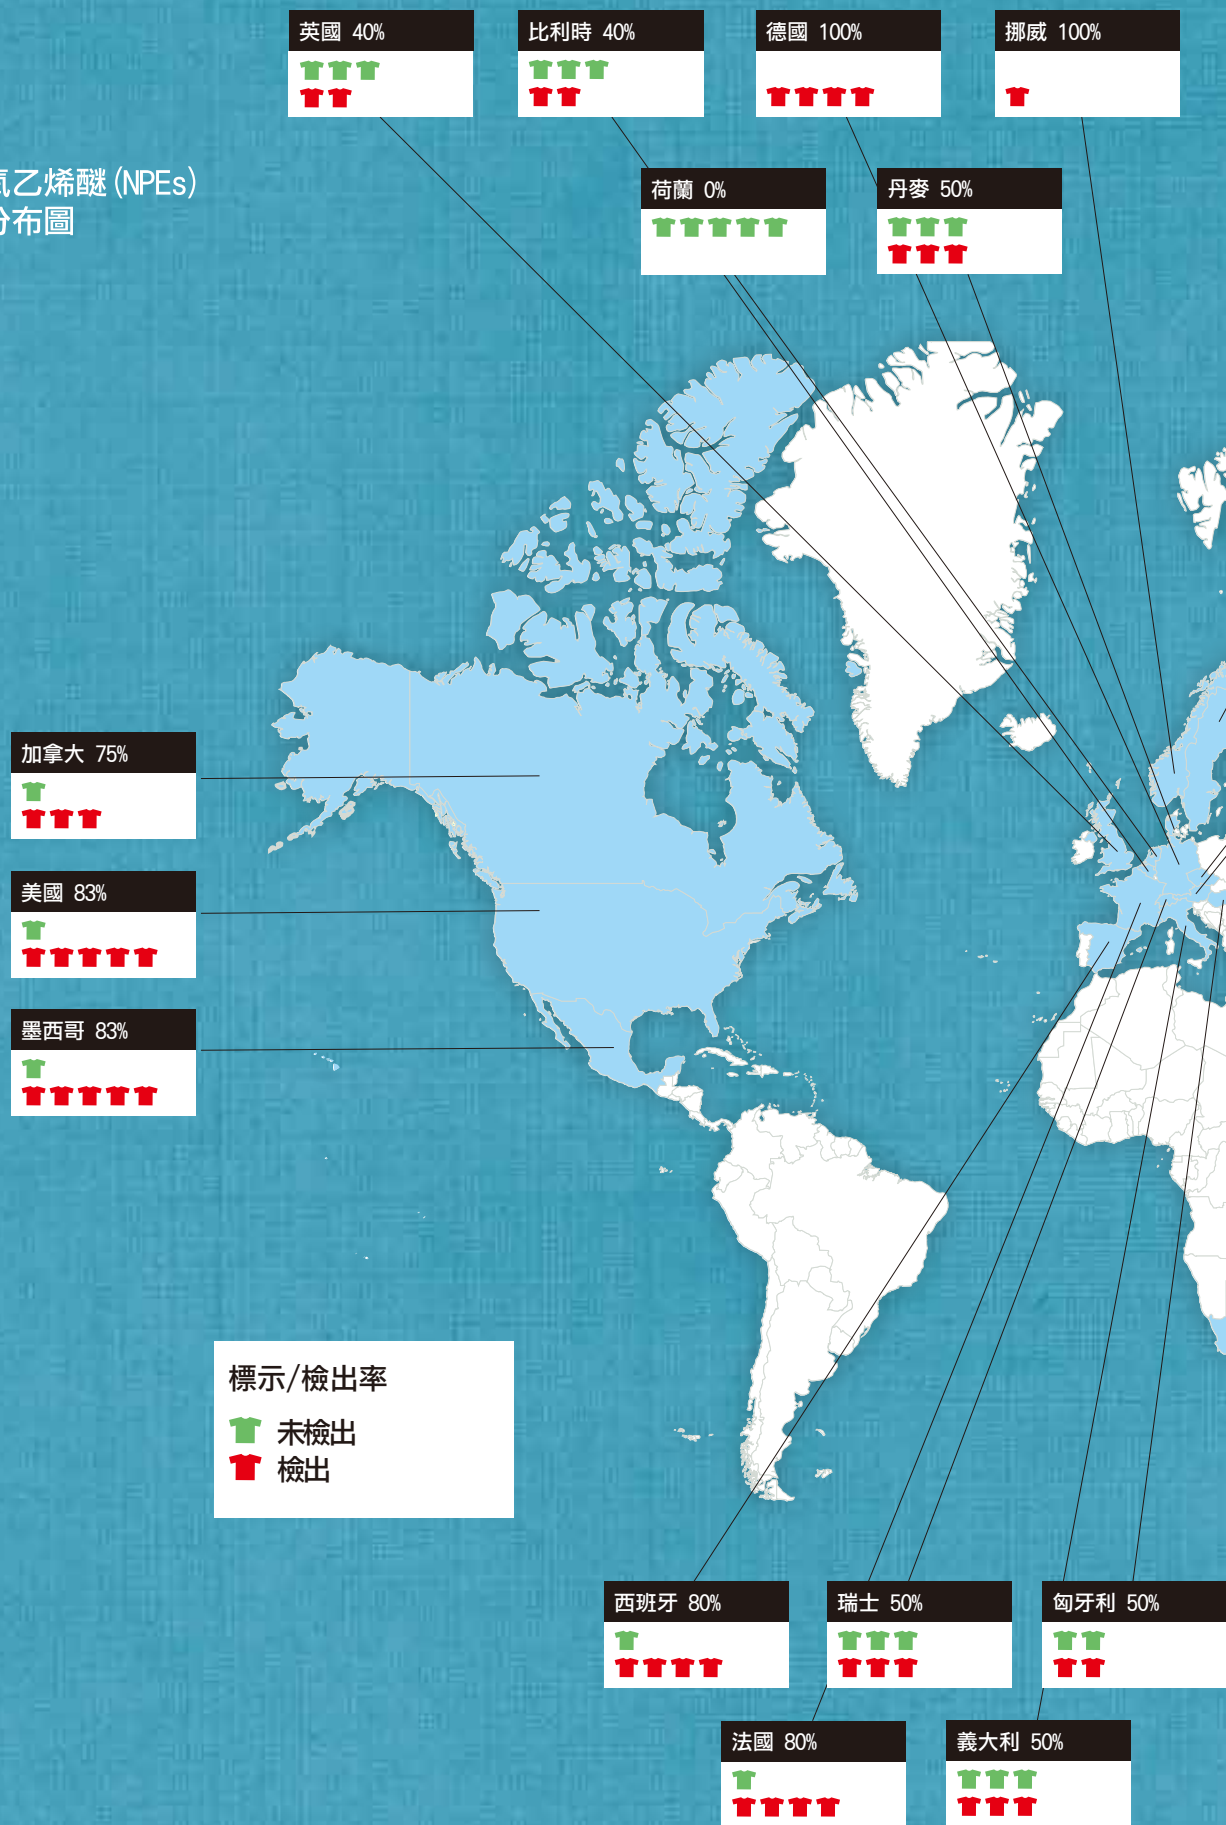 英國 40%
比利時 40%
德國 100%
挪威 100%
氧乙烯醚(NPEs)
分布圖
荷蘭 0%
丹麥 50%
加拿大 75%
美國 83%
墨西哥 83%
標示/檢出率
未檢出
檢出
西班牙 80%
瑞士 50%
匈牙利 50%
法國 80%
義大利 50%